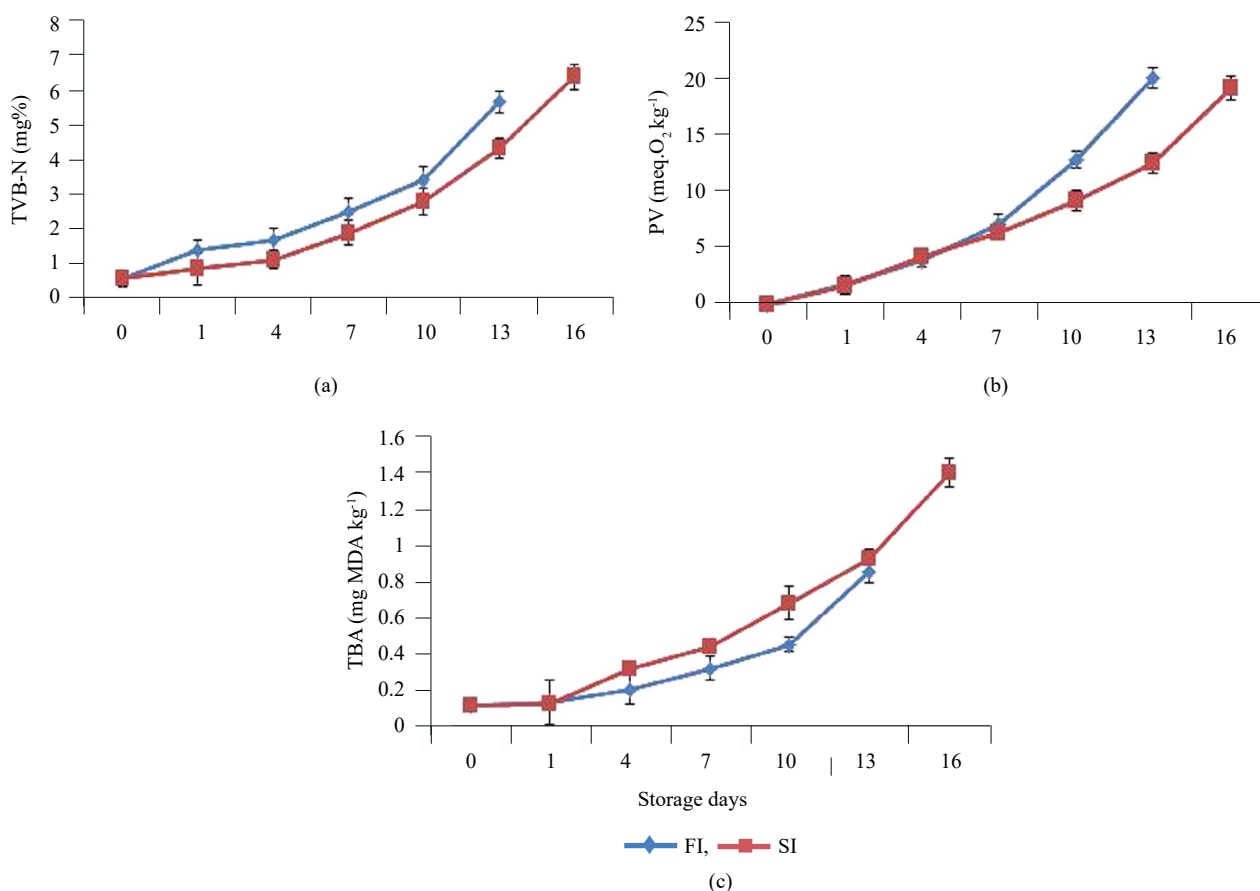 8
7
6
5
4
3
2
1
0
TVB-N (mg%)
0 1 4 7 10 13 16
(a)
25
20
15
10
5
0
PV (meq.O₂ kg⁻¹)
0 1 4 7 10 13 16
(b)
1.6
1.4
1.2
1
0.8
0.6
0.4
0.2
0
TBA (mg MDA kg⁻¹)
0 1 4 7 10 13 16
Storage days
FI, SI
(c)